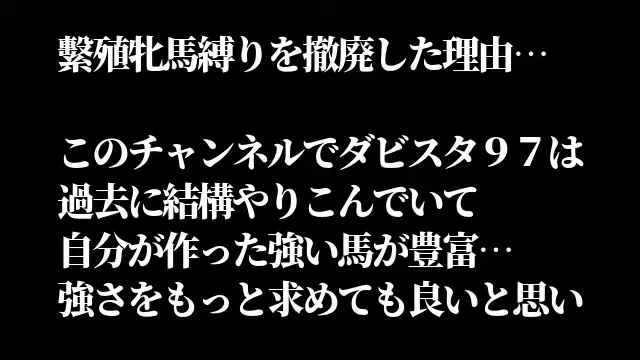 繫殖牝馬縛りを撤廃した理由…
このチャンネルでダビスタ９７は
過去に結構やりこんでいて
自分が作った強い馬が豊富…
強さをもっと求めても良いと思い